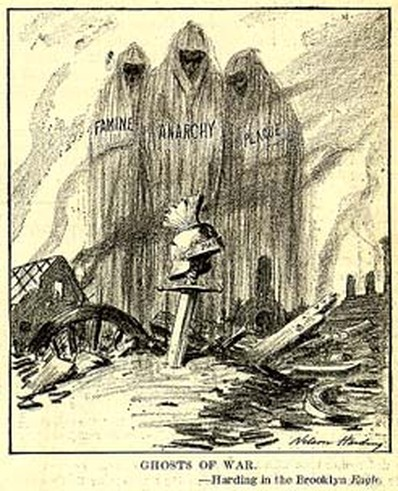 FAMINE
ANARCHY
PLAGUE
Nelson Harding
GHOSTS OF WAR.
—Harding in the Brooklyn Eagle.